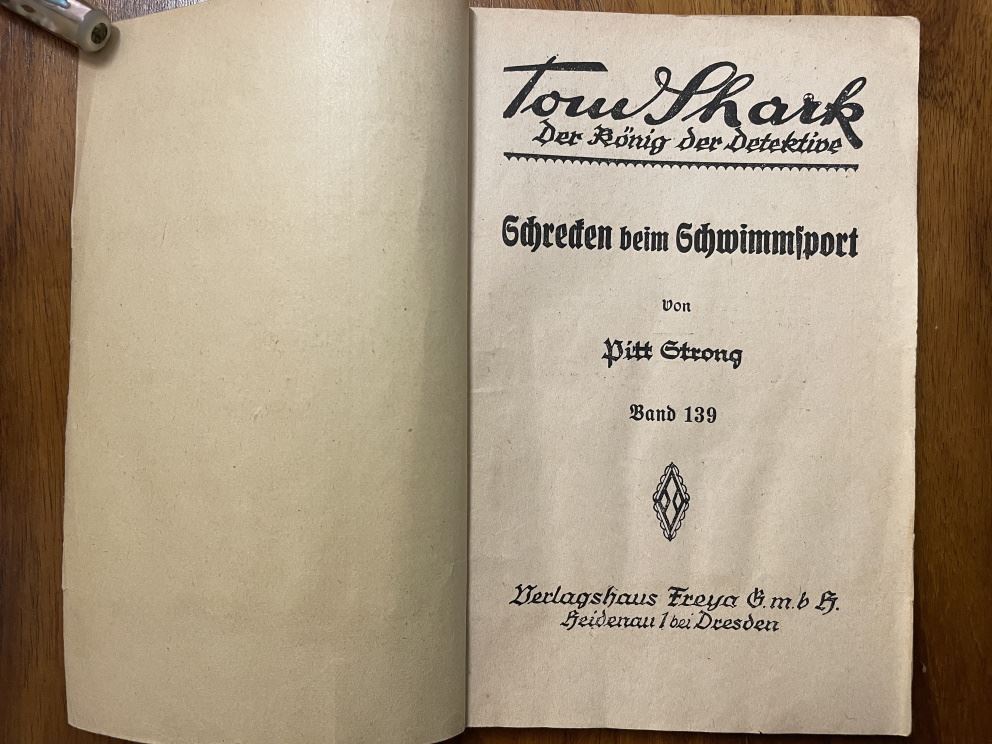 Tom Shark
Der König der Detektive
Schrecken beim Schwimmsport
von
Pitt Strong
Band 139
Verlagshaus Freya G.m.b H.
Heidenau 1 bei Dresden